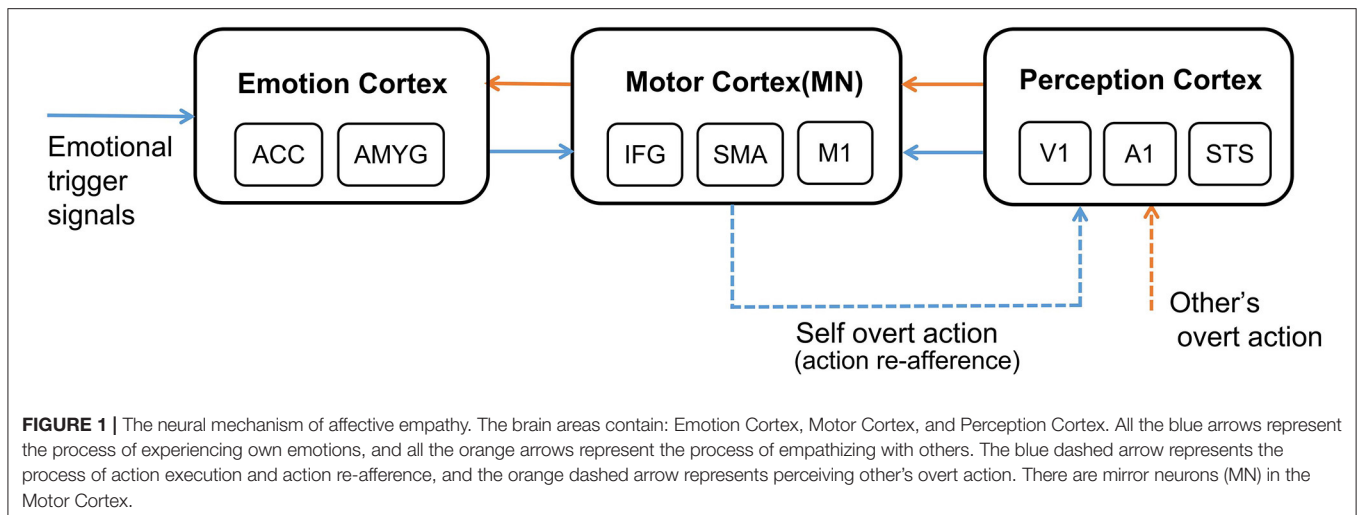 Emotion Cortex
ACC
AMYG
Motor Cortex(MN)
IFG
SMA
M1
Perception Cortex
V1
A1
STS
Emotional
trigger
signals
Self overt action
(action re-afference)
Other's
overt action
FIGURE 1 | The neural mechanism of affective empathy. The brain areas contain: Emotion Cortex, Motor Cortex, and Perception Cortex. All the blue arrows represent
the process of experiencing own emotions, and all the orange arrows represent the process of empathizing with others. The blue dashed arrow represents the
process of action execution and action re-afference, and the orange dashed arrow represents perceiving other's overt action. There are mirror neurons (MN) in the
Motor Cortex.